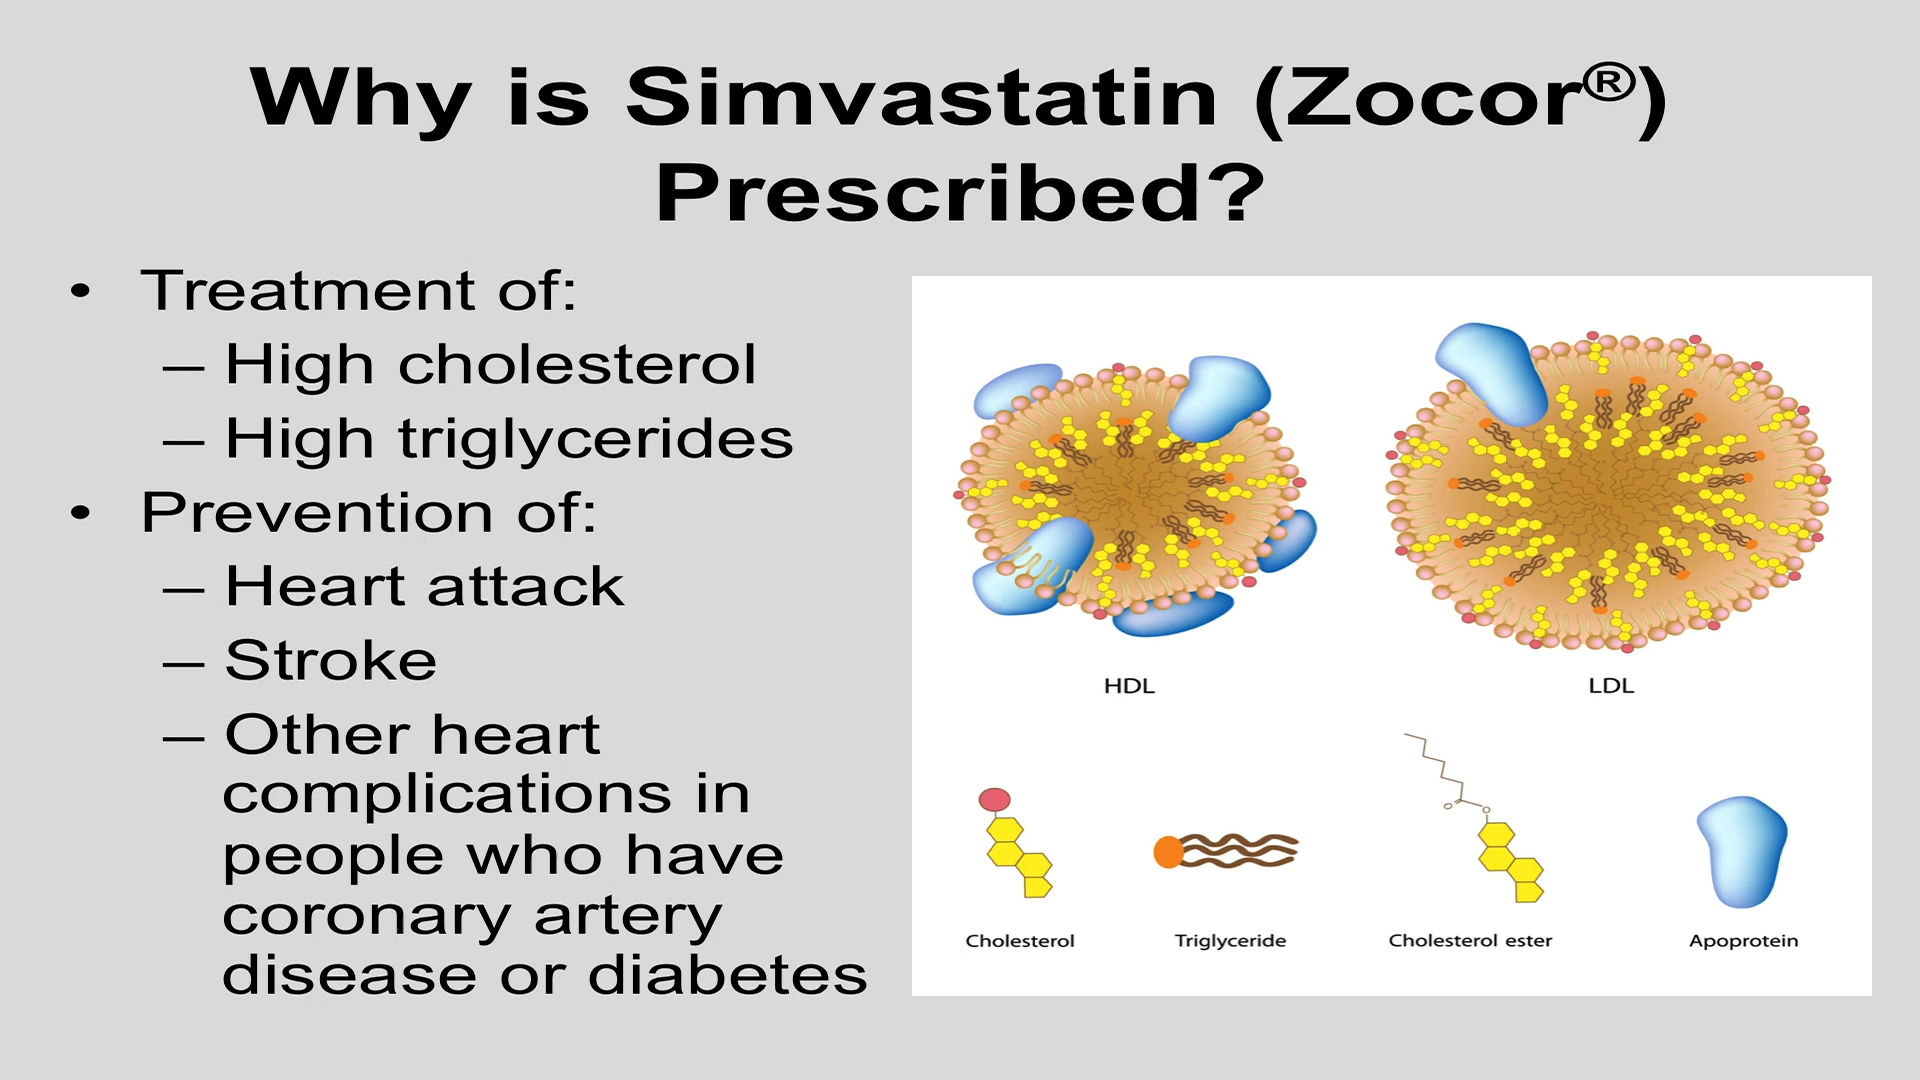 Why is Simvastatin (Zocor®)
Prescribed?
• Treatment of:
– High cholesterol
– High triglycerides
• Prevention of:
– Heart attack
– Stroke
– Other heart
complications in
people who have
coronary artery
disease or diabetes
HDL
LDL
Cholesterol
Triglyceride
Cholesterol ester
Apoprotein